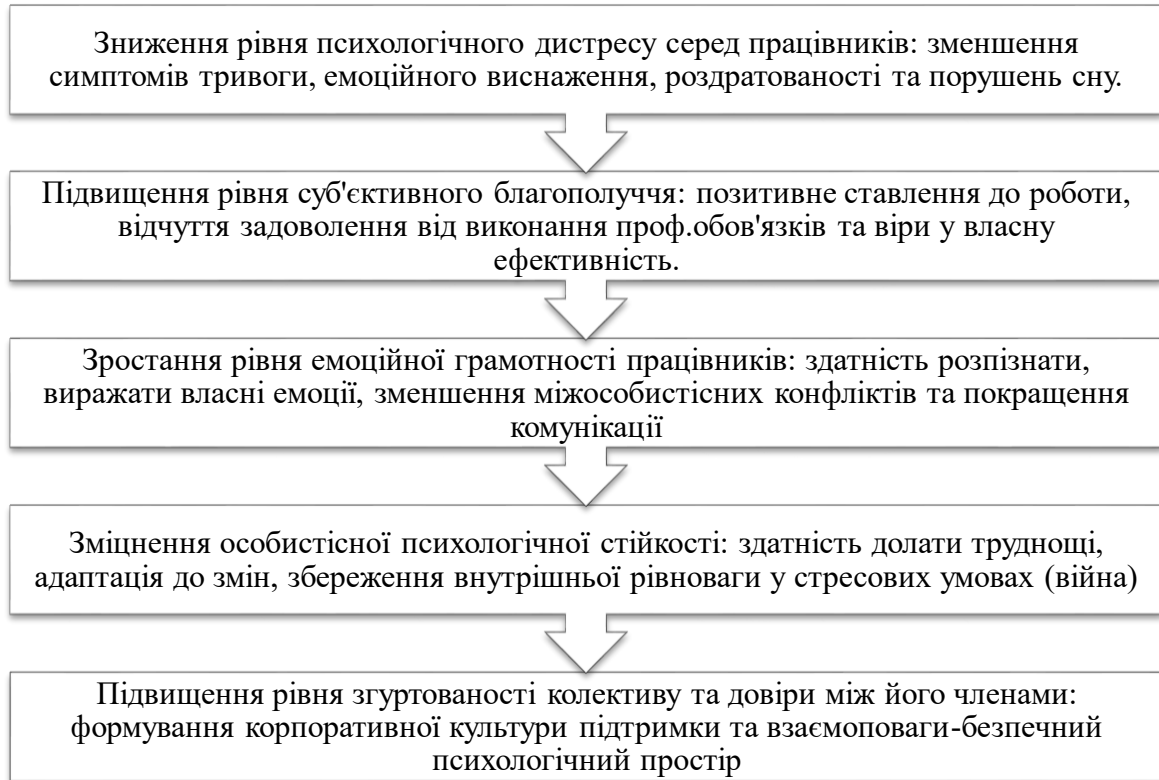 Зниження рівня психологічного дистресу серед працівників: зменшення
симптомів тривоги, емоційного виснаження, роздратованості та порушень сну.
Підвищення рівня суб'єктивного благополуччя: позитивне ставлення до роботи,
відчуття задоволення від виконання проф.обов'язків та віри у власну
ефективність.
Зростання рівня емоційної грамотності працівників: здатність розпізнати,
виражати власні емоції, зменшення міжособистісних конфліктів та покращення
комунікації
Зміцнення особистісної психологічної стійкості: здатність долати труднощі,
адаптація до змін, збереження внутрішньої рівноваги у стресових умовах (війна)
Підвищення рівня згуртованості колективу та довіри між його членами:
формування корпоративної культури підтримки та взаємоповаги-безпечний
психологічний простір